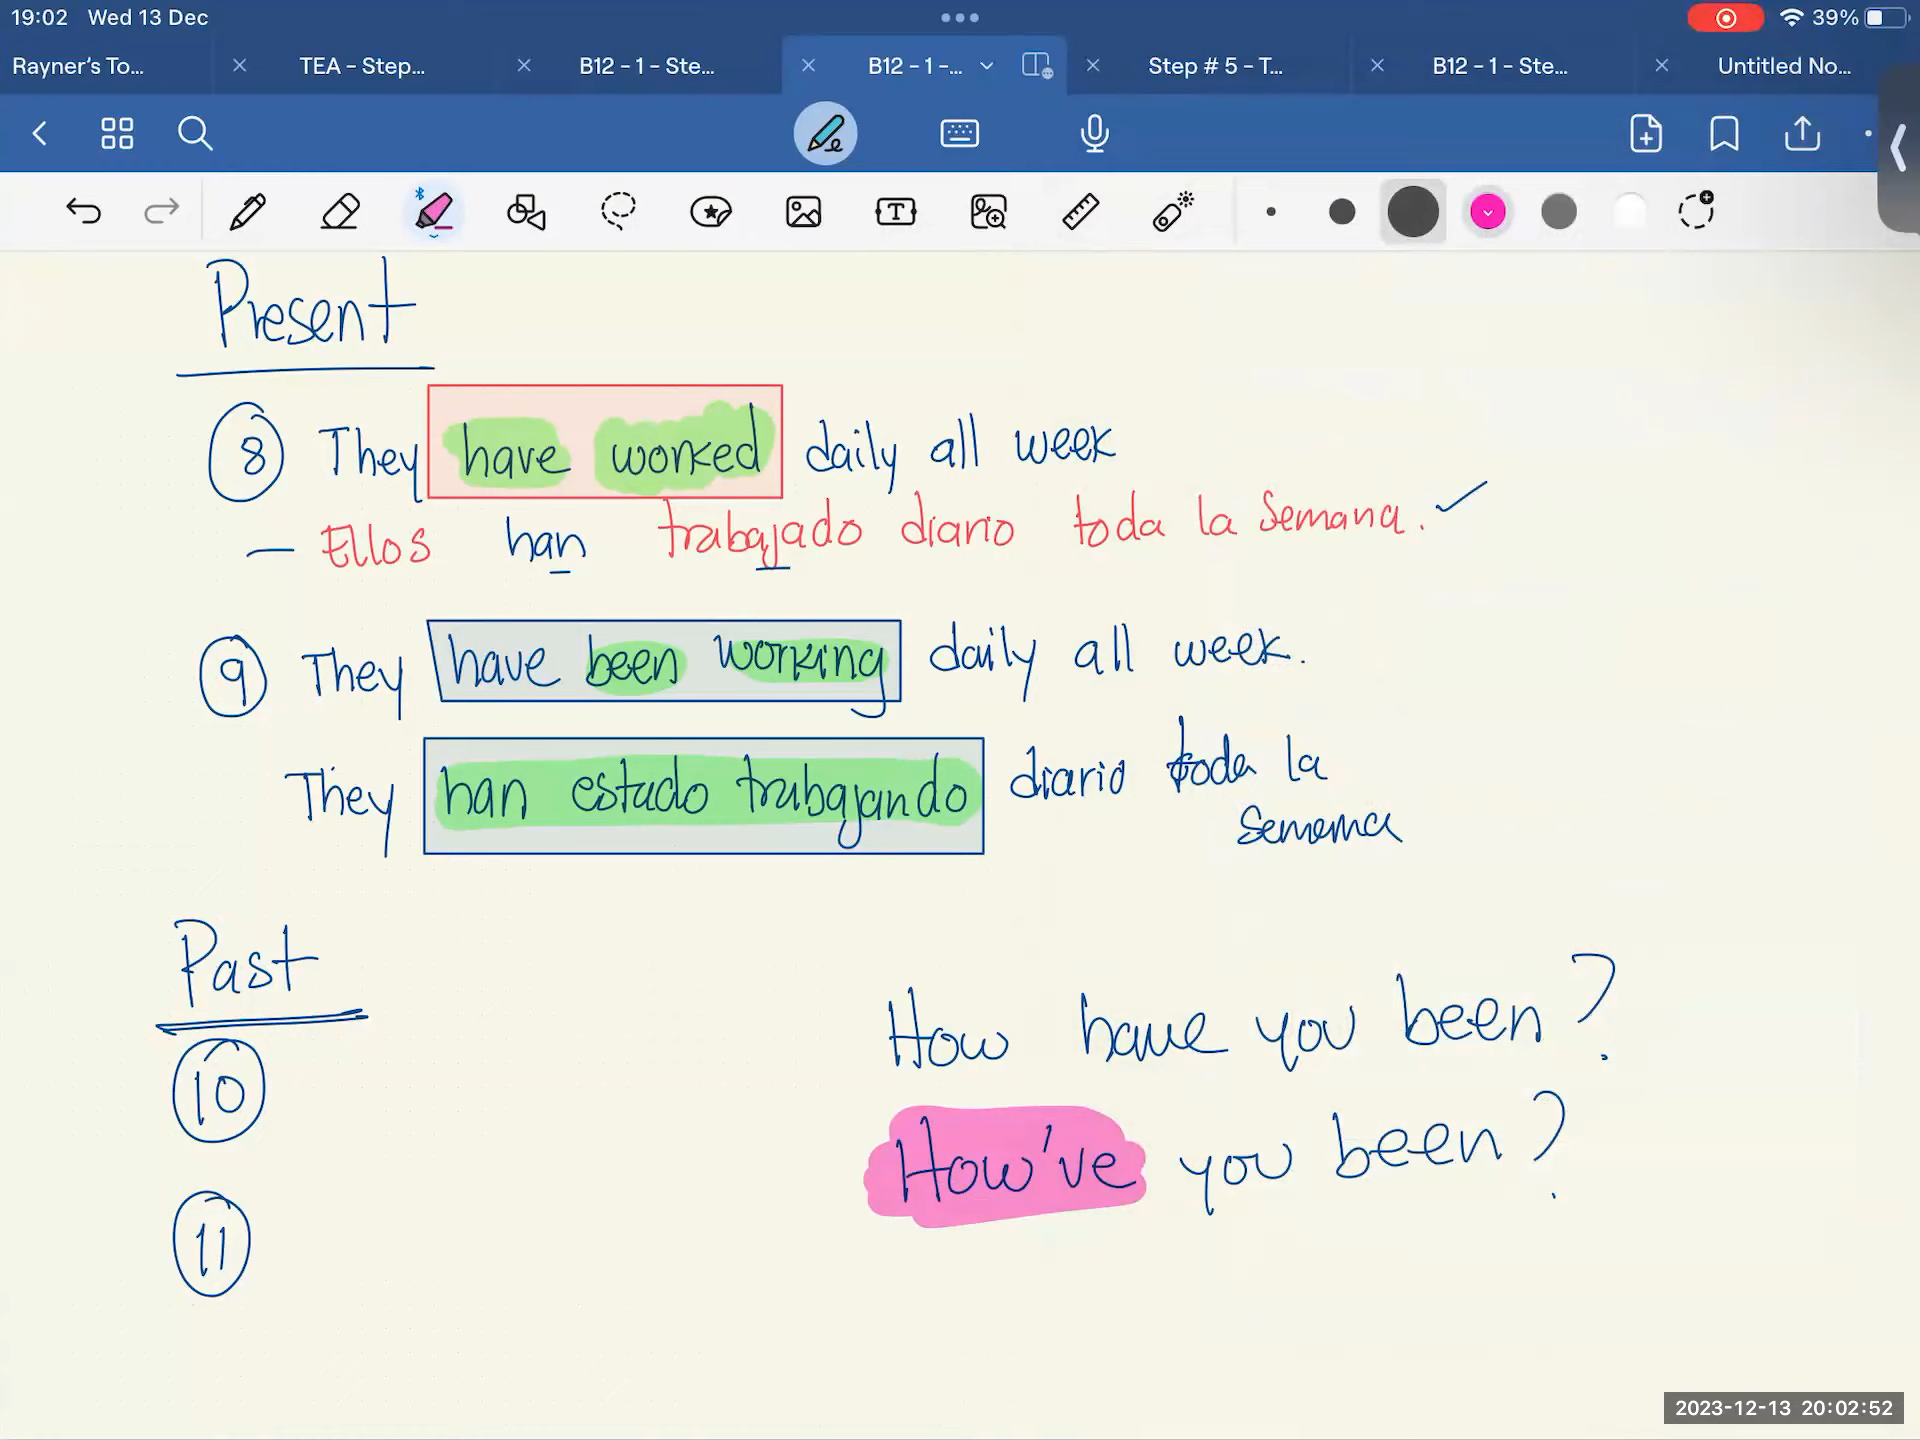 19:02 Wed 13 Dec
39%
Rayner's To...
TEA - Step...
B12 - 1 - Ste...
B12 - 1 -...
Step # 5 - T...
B12 - 1 - Ste...
Untitled No...
Present
8 They have worked daily all week
— Ellos han trabajado diario toda la Semana. ✓
9 They have been working daily all week.
They han estado trabajando diario toda la
Semana
Past
10
How have you been?
How've you been?
11
2023-12-13 20:02:52